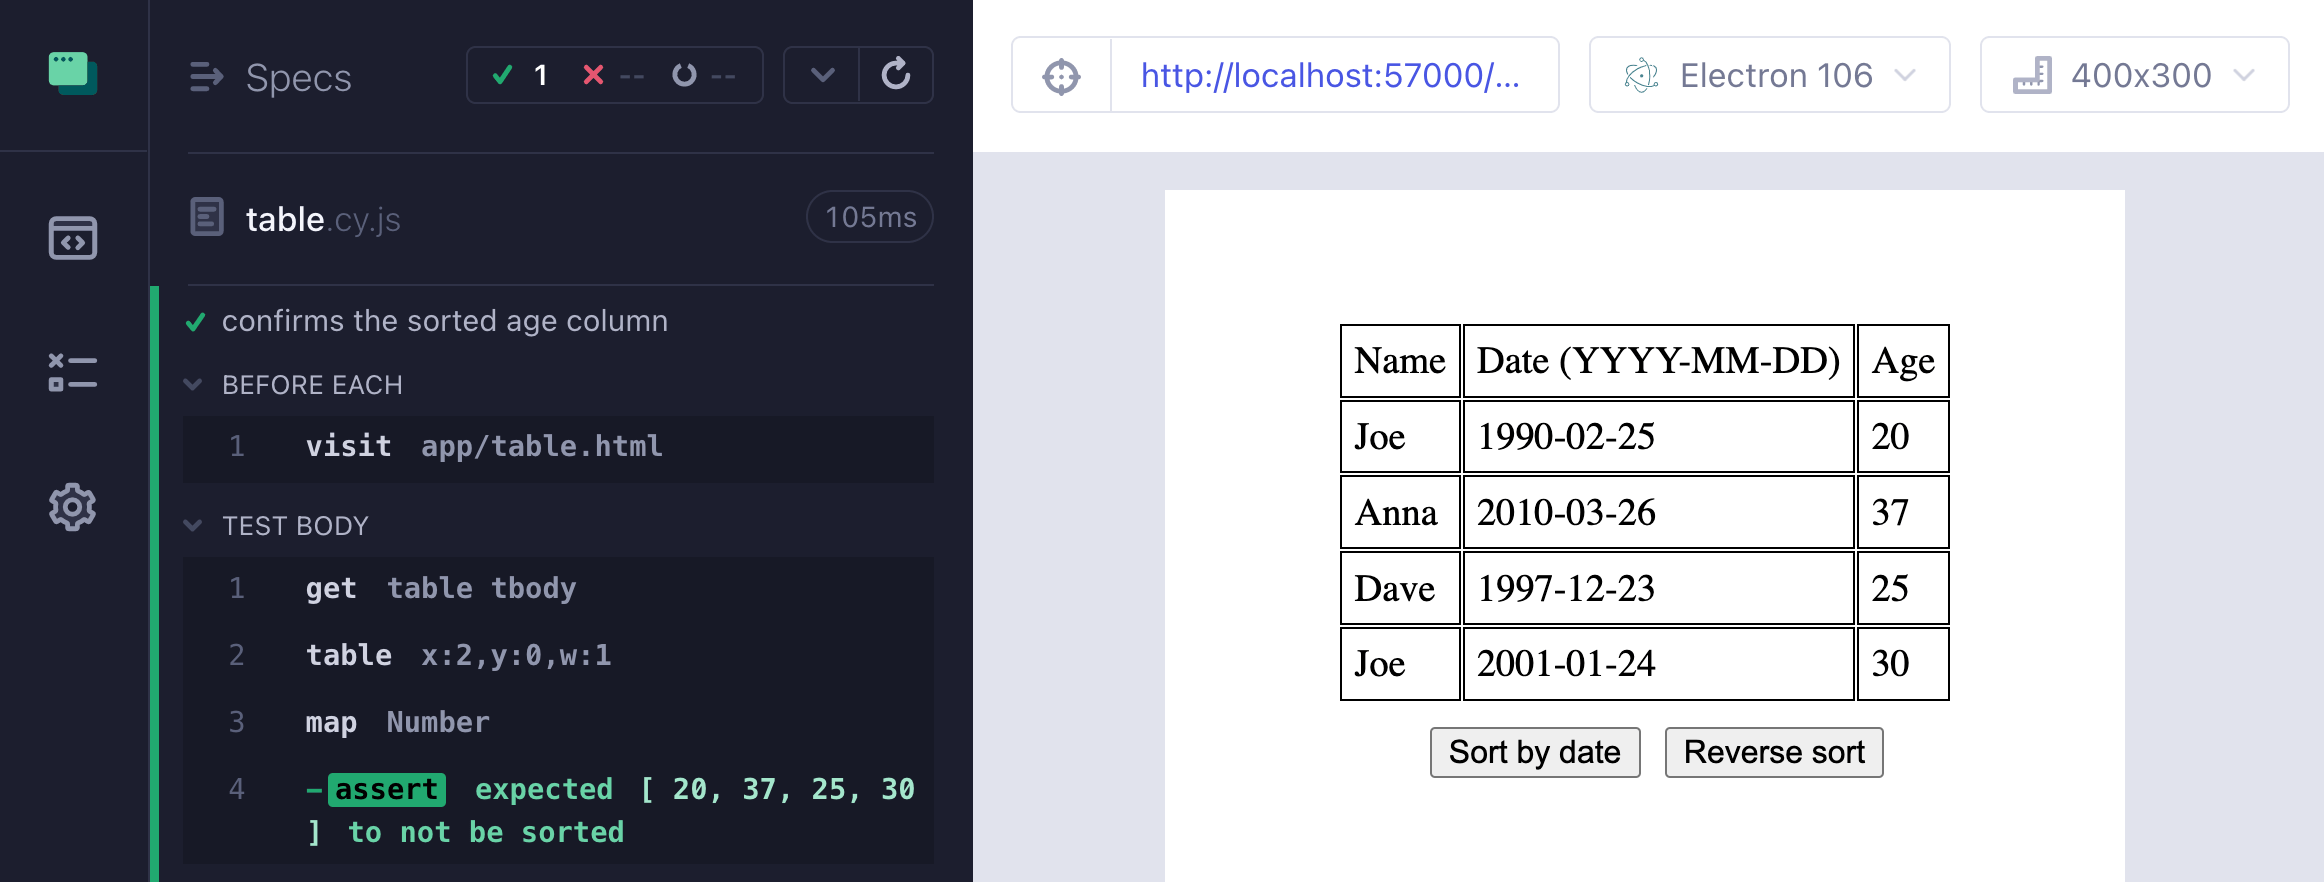 Specs
1 -- --
table.cy.js
105ms
confirms the sorted age column
BEFORE EACH
1 visit app/table.html
TEST BODY
1 get table tbody
2 table x:2,y:0,w:1
3 map Number
4 -assert expected [ 20, 37, 25, 30
] to not be sorted
http://localhost:57000/...
Electron 106
400x300
Name Date (YYYY-MM-DD) Age
Joe 1990-02-25 20
Anna 2010-03-26 37
Dave 1997-12-23 25
Joe 2001-01-24 30
Sort by date Reverse sort